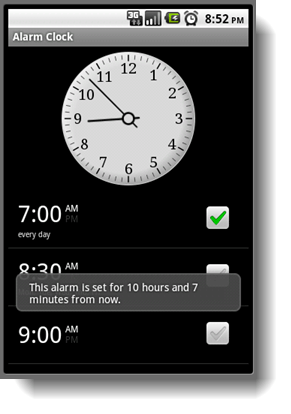 3G
8:52 PM
Alarm Clock
12
11
1
10
2
9
3
8
4
7
5
6
7:00 AM
PM
every day
8:30 AM
This alarm is set for 10 hours and 7
minutes from now.
9:00 AM
PM